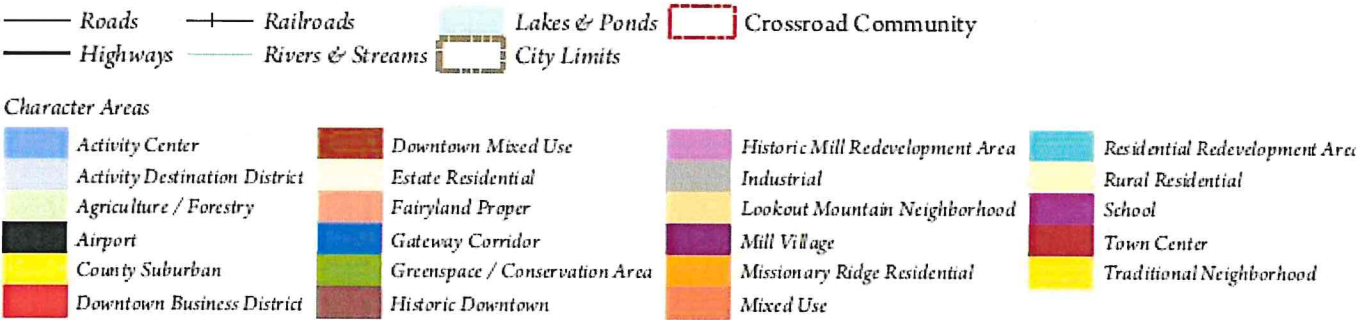 Roads Railroads Lakes & Ponds Crossroad Community
Highways Rivers & Streams City Limits
Character Areas
Activity Center
Activity Destination District
Agriculture / Forestry
Airport
County Suburban
Downtown Business District
Downtown Mixed Use
Estate Residential
Fairyland Proper
Gateway Corridor
Greenspace / Conservation Area
Historic Downtown
Historic Mill Redevelopment Area
Industrial
Lookout Mountain Neighborhood
Mill Village
Missionary Ridge Residential
Mixed Use
Residential Redevelopment Area
Rural Residential
School
Town Center
Traditional Neighborhood